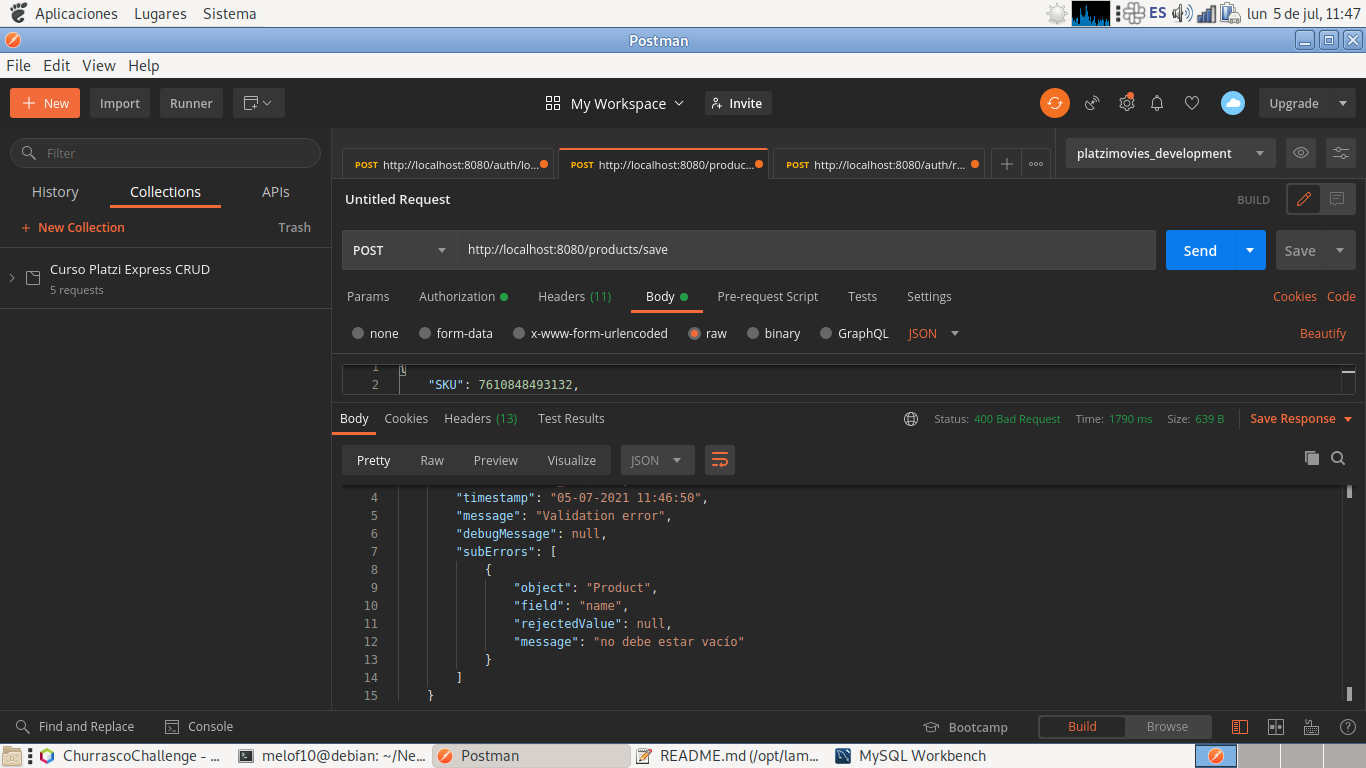 Aplicaciones Lugares Sistema ES lun 5 de jul, 11:47
Postman
File Edit View Help
+ New Import Runner My Workspace Invite Upgrade
Filter
POST http://localhost:8080/auth/lo... POST http://localhost:8080/produc... POST http://localhost:8080/auth/r... platzimovies_development
History Collections APIs
Untitled Request BUILD
+ New Collection Trash
POST http://localhost:8080/products/save Send Save
Curso Platzi Express CRUD
5 requests
Params Authorization Headers (11) Body Pre-request Script Tests Settings Cookies Code
none form-data x-www-form-urlencoded raw binary GraphQL JSON Beautify
1 {
2 "SKU": 7610848493132,
Body Cookies Headers (13) Test Results Status: 400 Bad Request Time: 1790 ms Size: 639 B Save Response
Pretty Raw Preview Visualize JSON
4 "timestamp": "05-07-2021 11:46:50",
5 "message": "Validation error",
6 "debugMessage": null,
7 "subErrors": [
8 {
9 "object": "Product",
10 "field": "name",
11 "rejectedValue": null,
12 "message": "no debe estar vacío"
13 }
14 ]
15 }
Find and Replace Console Bootcamp Build Browse
ChurrascoChallenge - ... melof10@debian: ~/Ne... Postman README.md (/opt/lam... MySQL Workbench